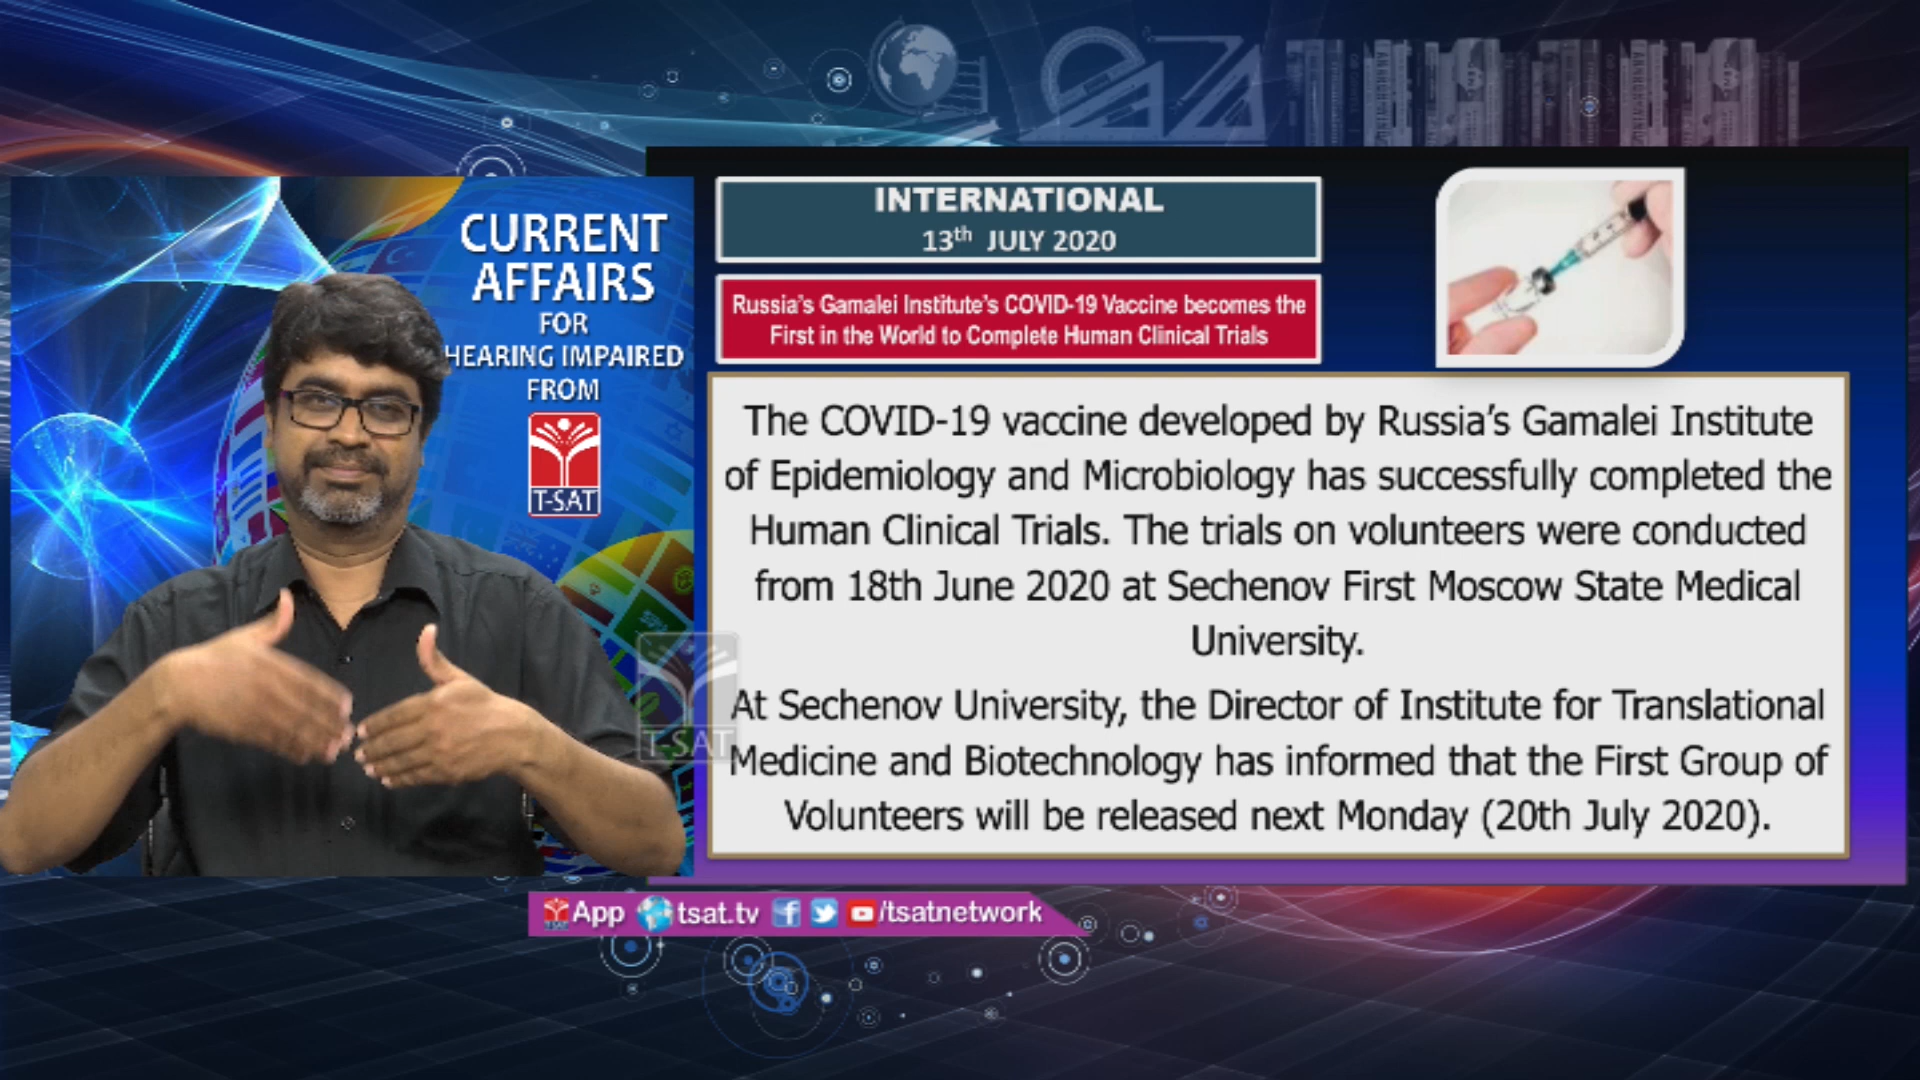 CURRENT
AFFAIRS
FOR
HEARING IMPAIRED
FROM
T-SAT
INTERNATIONAL
13th JULY 2020
Russia's Gamalei Institute's COVID-19 Vaccine becomes the
First in the World to Complete Human Clinical Trials
The COVID-19 vaccine developed by Russia's Gamalei Institute
of Epidemiology and Microbiology has successfully completed the
Human Clinical Trials. The trials on volunteers were conducted
from 18th June 2020 at Sechenov First Moscow State Medical
University.
At Sechenov University, the Director of Institute for Translational
Medicine and Biotechnology has informed that the First Group of
Volunteers will be released next Monday (20th July 2020).
T-SAT
App tsat.tv /tsatnetwork